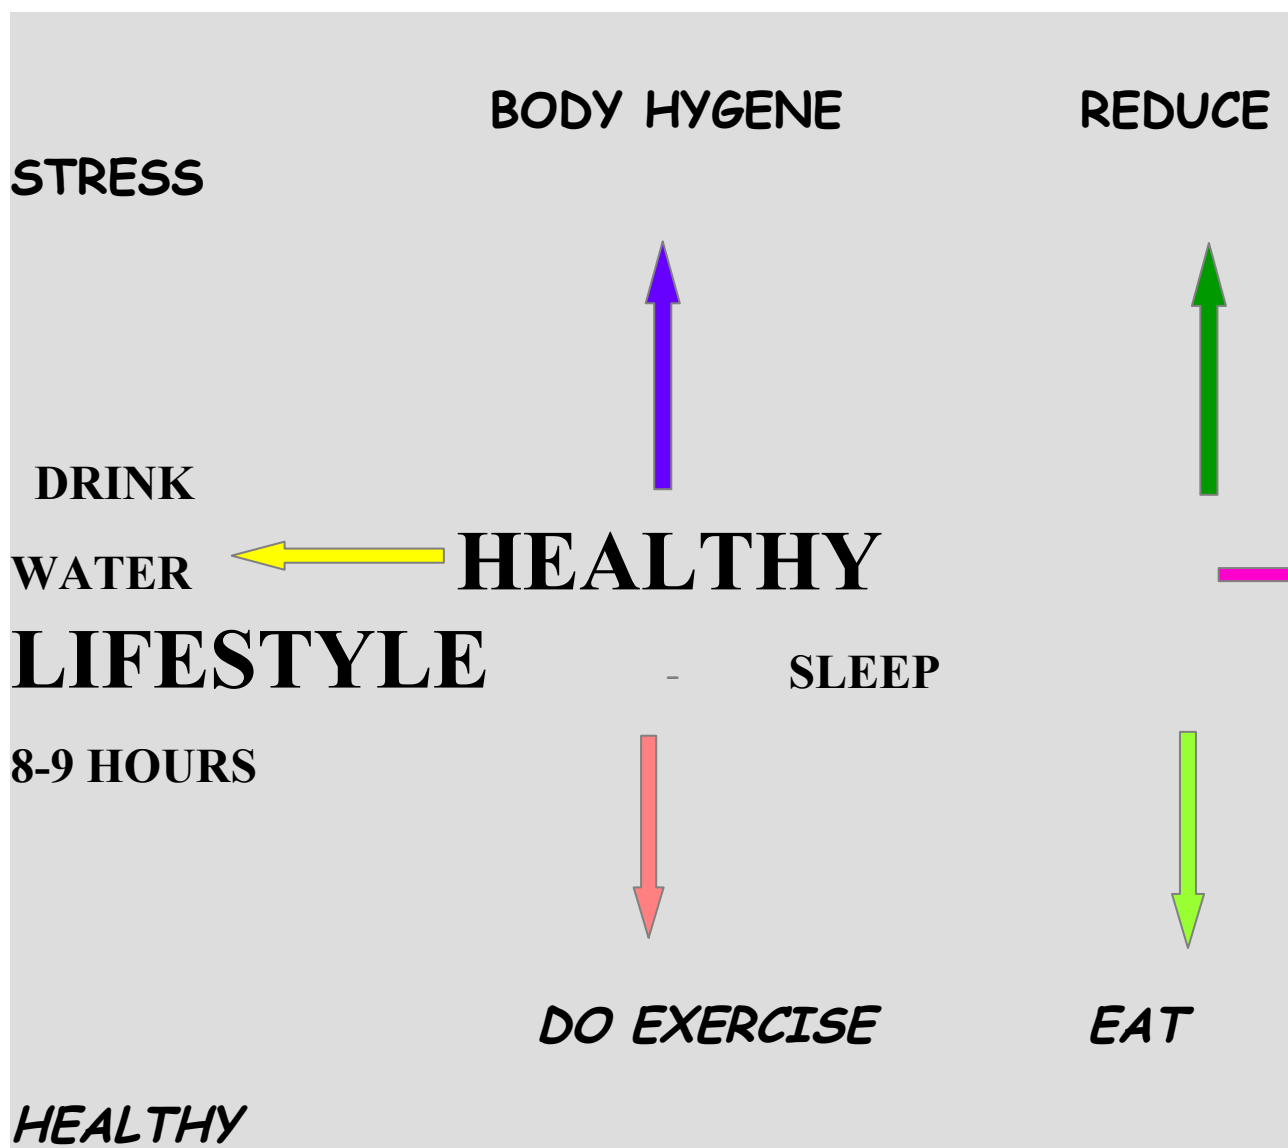 BODY HYGENE REDUCE
STRESS
DRINK
WATER HEALTHY
LIFESTYLE - SLEEP
8-9 HOURS
DO EXERCISE EAT
HEALTHY